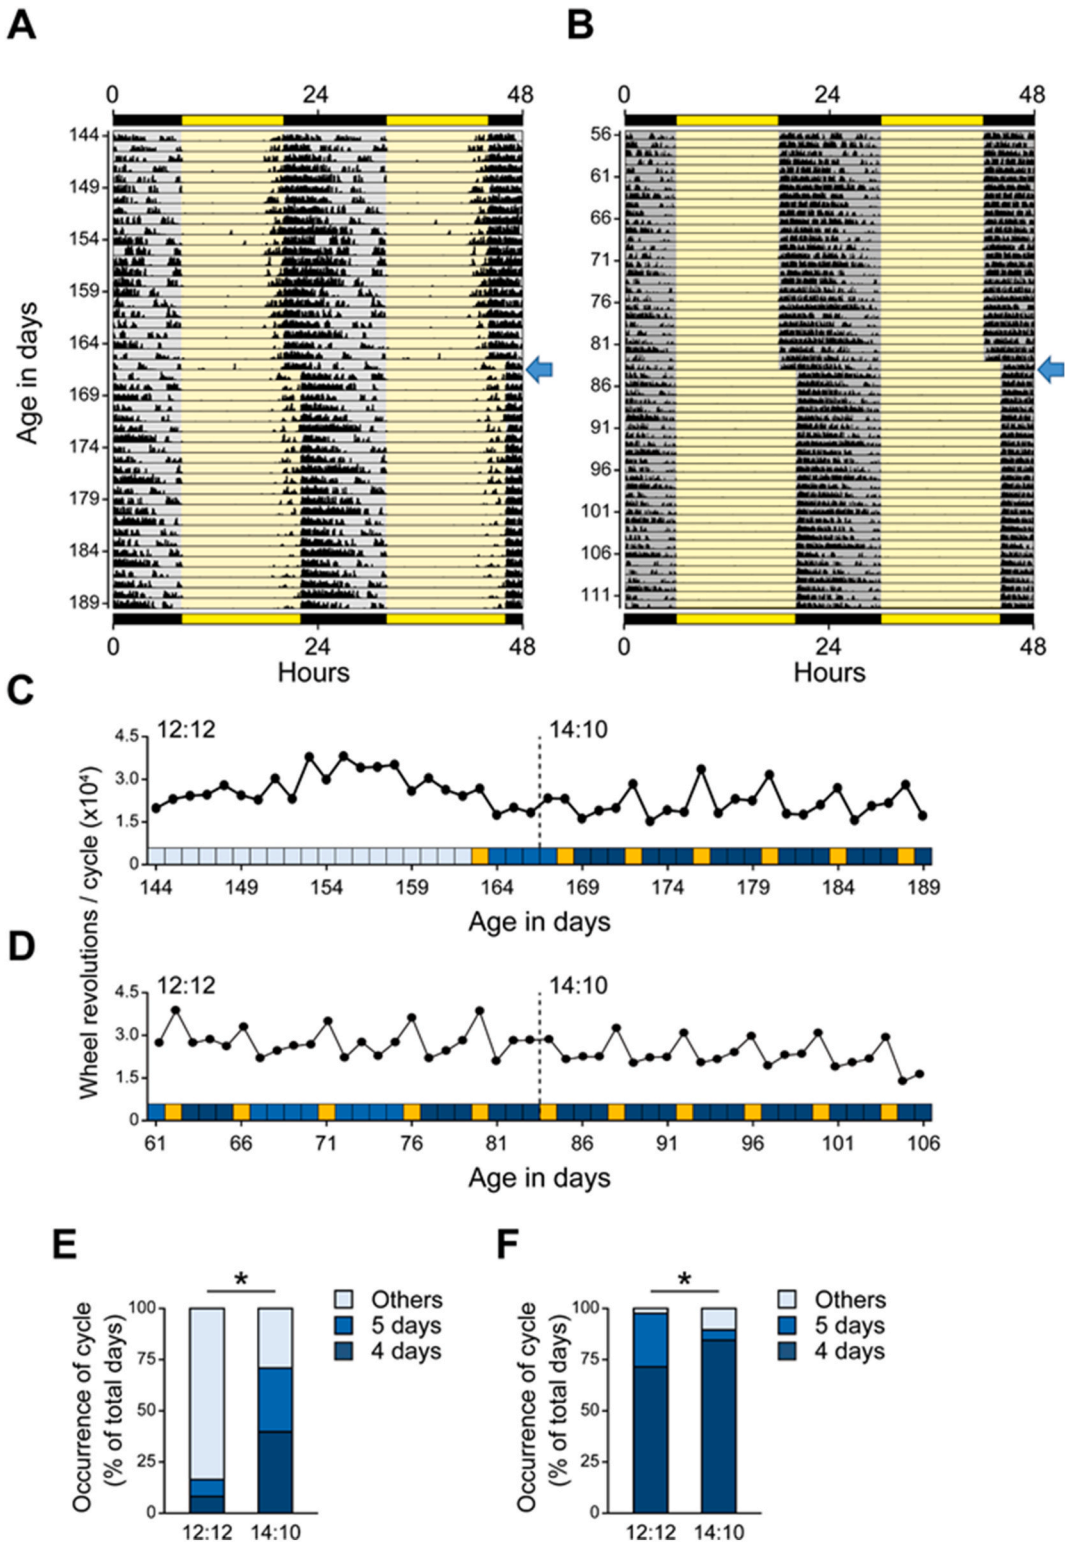 A
B
0 24 48
0 24 48
144
149
154
159
164
169
174
179
184
189
Age in days
56
61
66
71
76
81
86
91
96
101
106
111
0 24 48
Hours
0 24 48
Hours
C
12:12 14:10
4.5
3.0
1.5
0
144 149 154 159 164 169 174 179 184 189
Age in days
Wheel revolutions / cycle (x10⁴)
D
12:12 14:10
4.5
3.0
1.5
0
61 66 71 76 81 86 91 96 101 106
Age in days
E
*
Occurrence of cycle
(% of total days)
100
75
50
25
0
12:12 14:10
Others
5 days
4 days
F
*
Occurrence of cycle
(% of total days)
100
75
50
25
0
12:12 14:10
Others
5 days
4 days